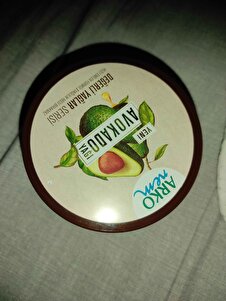 ARKO
nem
YENİ
AVOKADO
YAĞI
DEĞERLİ YAĞLAR SERİSİ